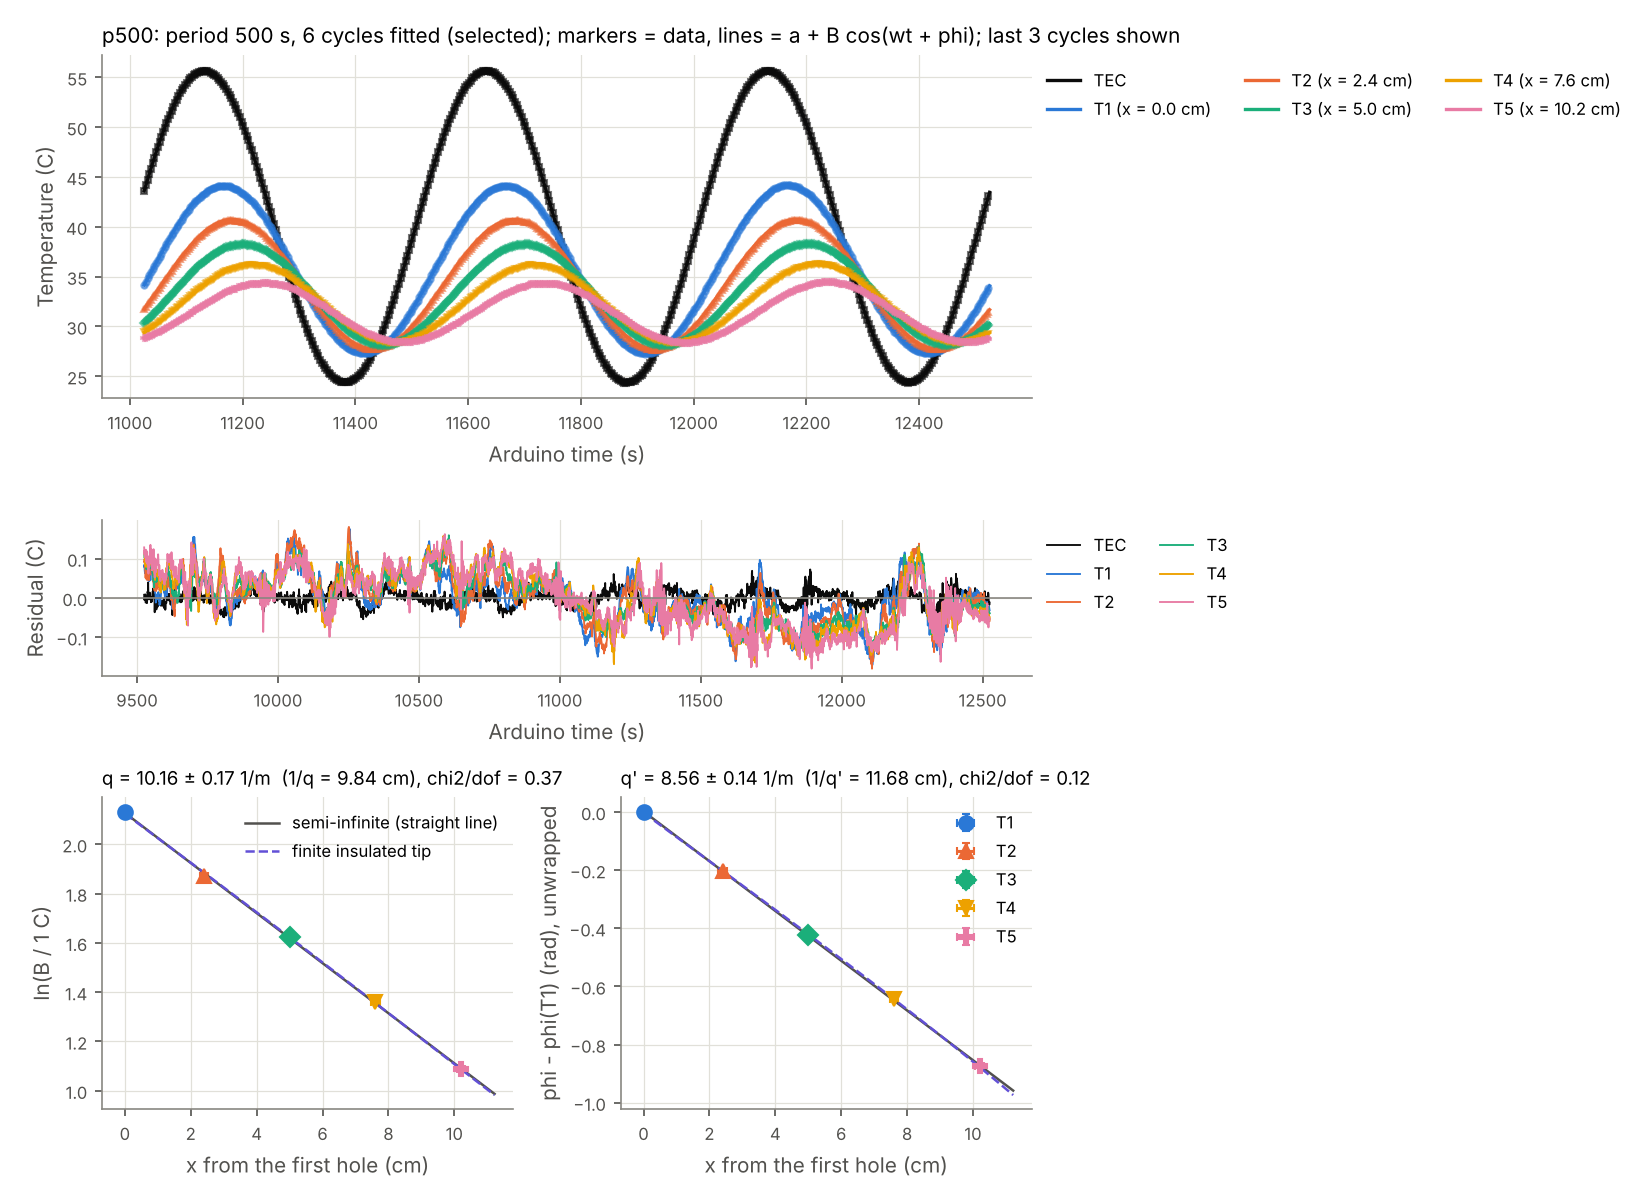 p500: period 500 s, 6 cycles fitted (selected); markers = data, lines = a + B cos(wt + phi); last 3 cycles shown
TEC
T1 (x = 0.0 cm)
T2 (x = 2.4 cm)
T3 (x = 5.0 cm)
T4 (x = 7.6 cm)
T5 (x = 10.2 cm)
Temperature (C)
55
50
45
40
35
30
25
11000 11200 11400 11600 11800 12000 12200 12400
Arduino time (s)
Residual (C)
0.1
0.0
−0.1
9500 10000 10500 11000 11500 12000 12500
Arduino time (s)
TEC
T1
T2
T3
T4
T5
q = 10.16 ± 0.17 1/m  (1/q = 9.84 cm), chi2/dof = 0.37
semi-infinite (straight line)
finite insulated tip
ln(B / 1 C)
2.0
1.8
1.6
1.4
1.2
1.0
0 2 4 6 8 10
x from the first hole (cm)
q' = 8.56 ± 0.14 1/m  (1/q' = 11.68 cm), chi2/dof = 0.12
T1
T2
T3
T4
T5
phi - phi(T1) (rad), unwrapped
0.0
−0.2
−0.4
−0.6
−0.8
−1.0
0 2 4 6 8 10
x from the first hole (cm)